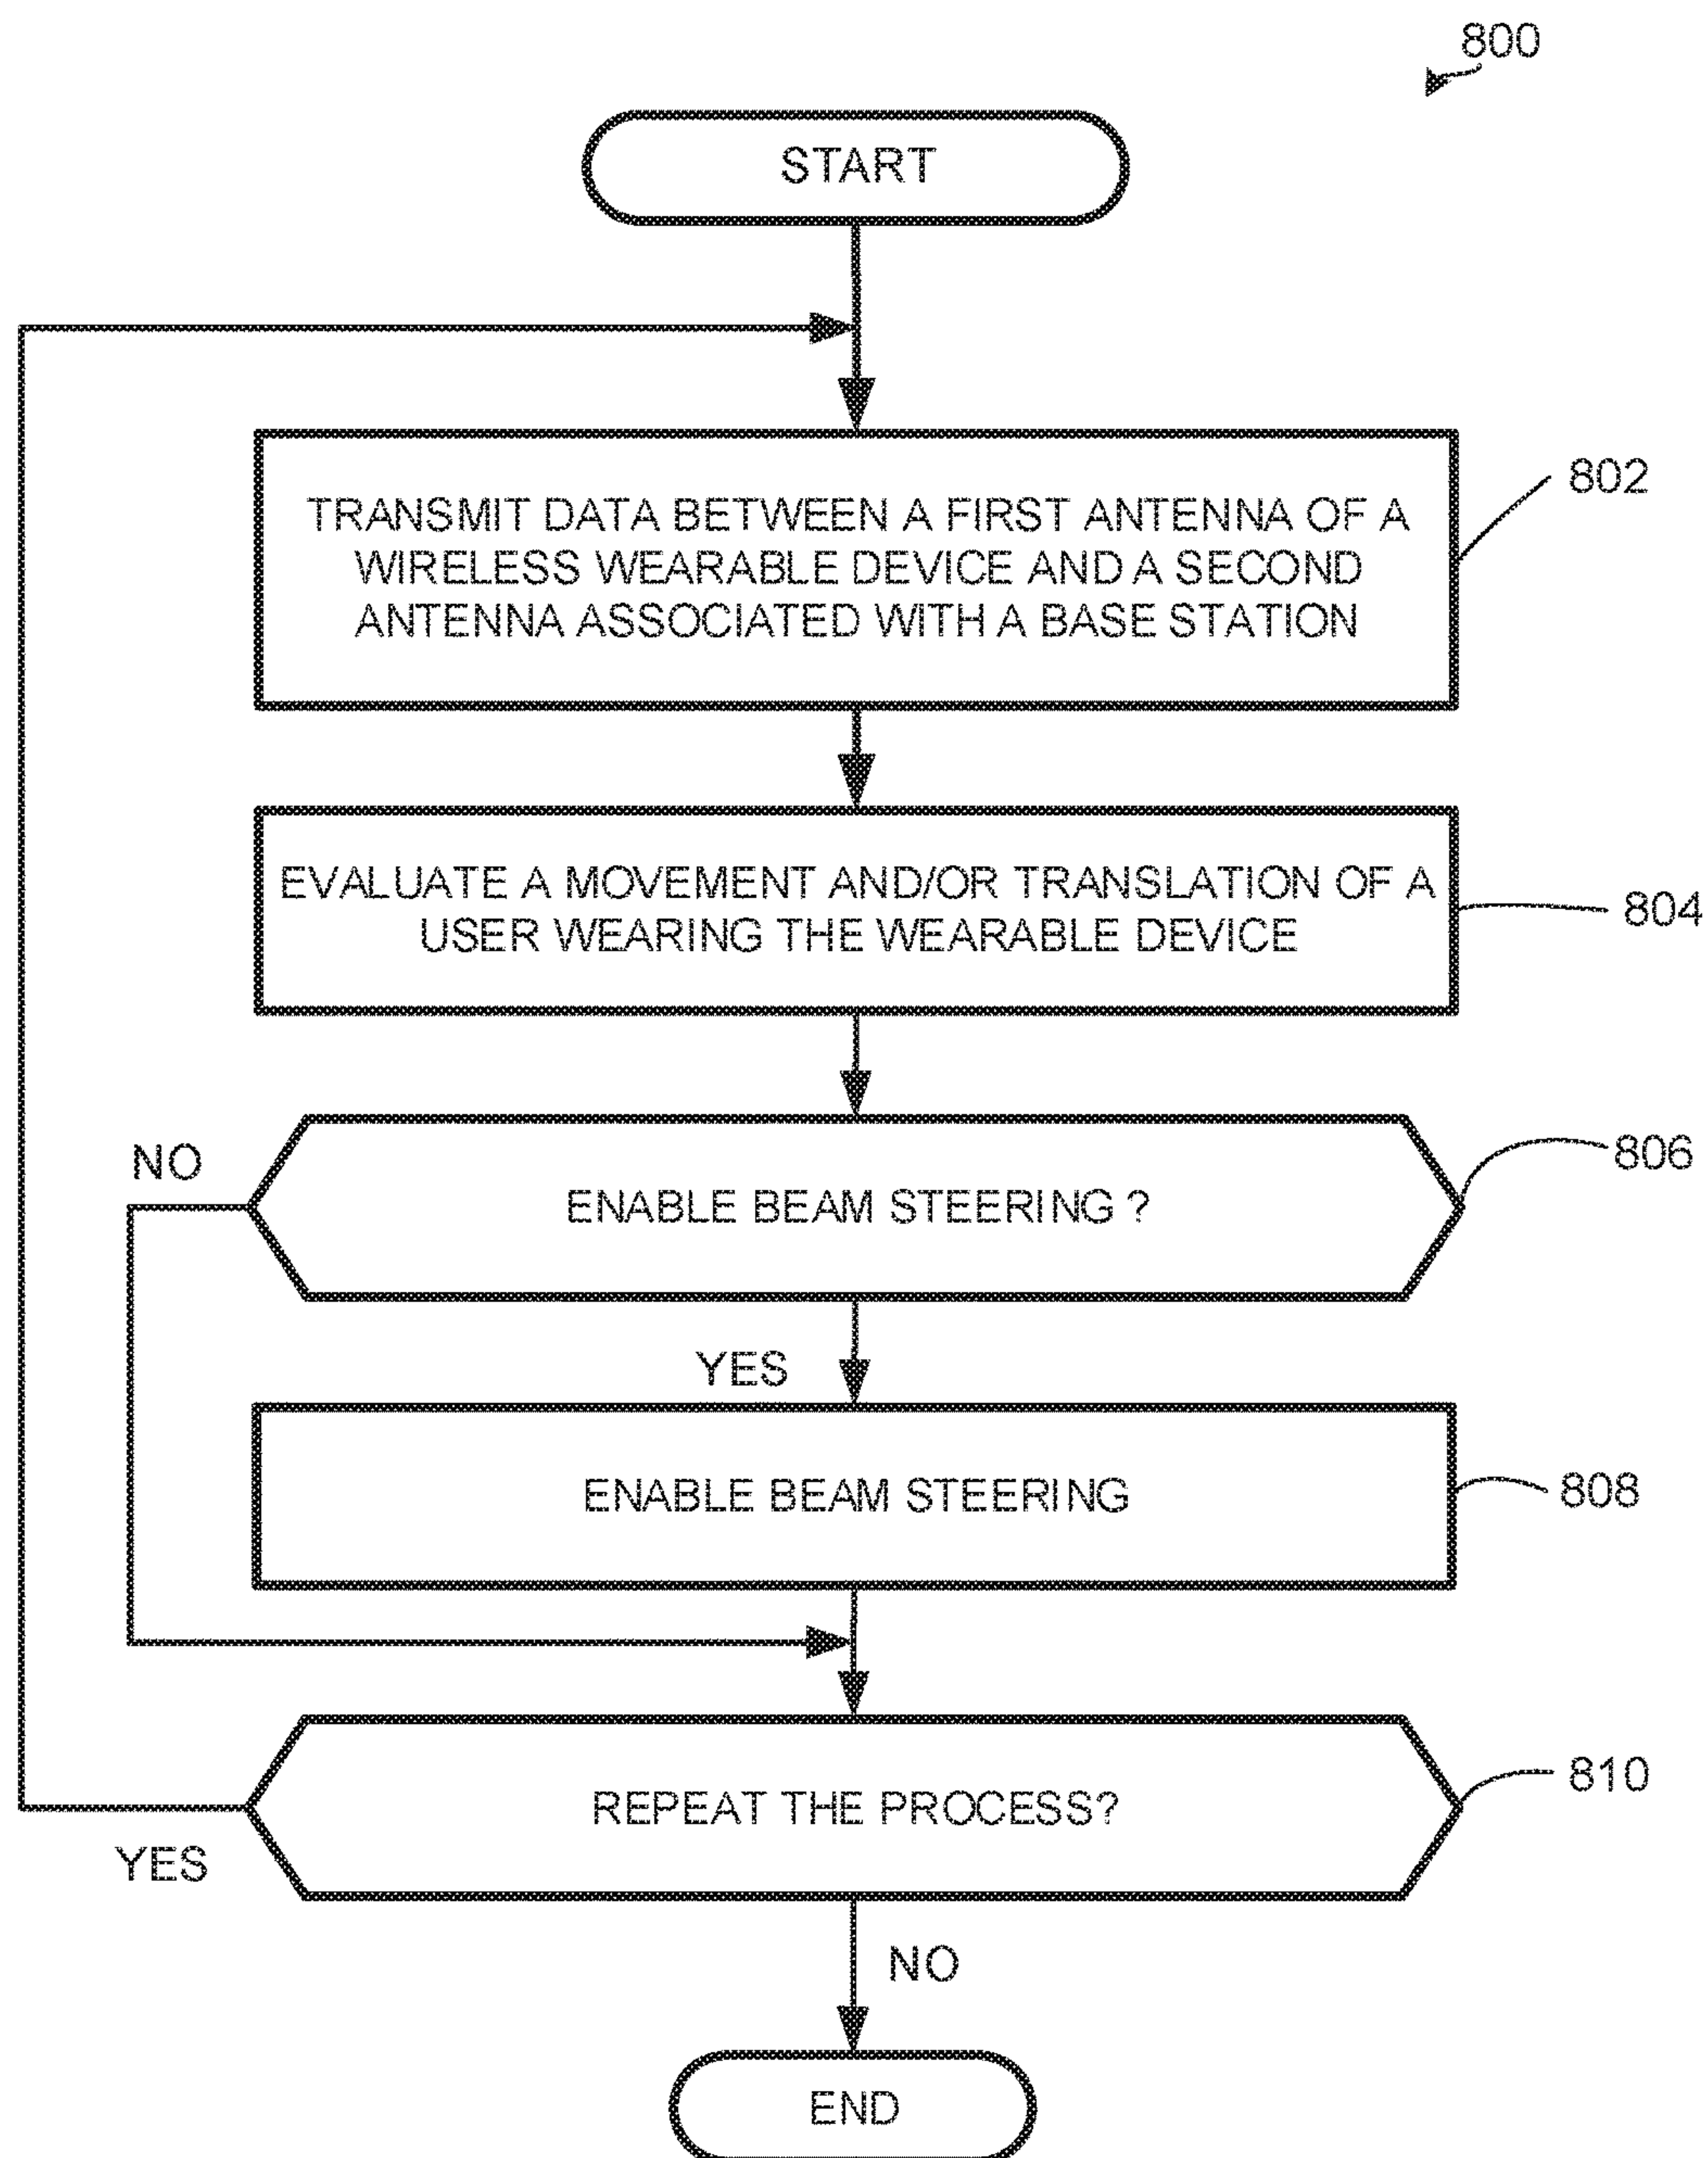 800
START
TRANSMIT DATA BETWEEN A FIRST ANTENNA OF A
WIRELESS WEARABLE DEVICE AND A SECOND
ANTENNA ASSOCIATED WITH A BASE STATION
802
EVALUATE A MOVEMENT AND/OR TRANSLATION OF A
USER WEARING THE WEARABLE DEVICE
804
NO
ENABLE BEAM STEERING ?
806
YES
ENABLE BEAM STEERING
808
REPEAT THE PROCESS?
810
YES
NO
END